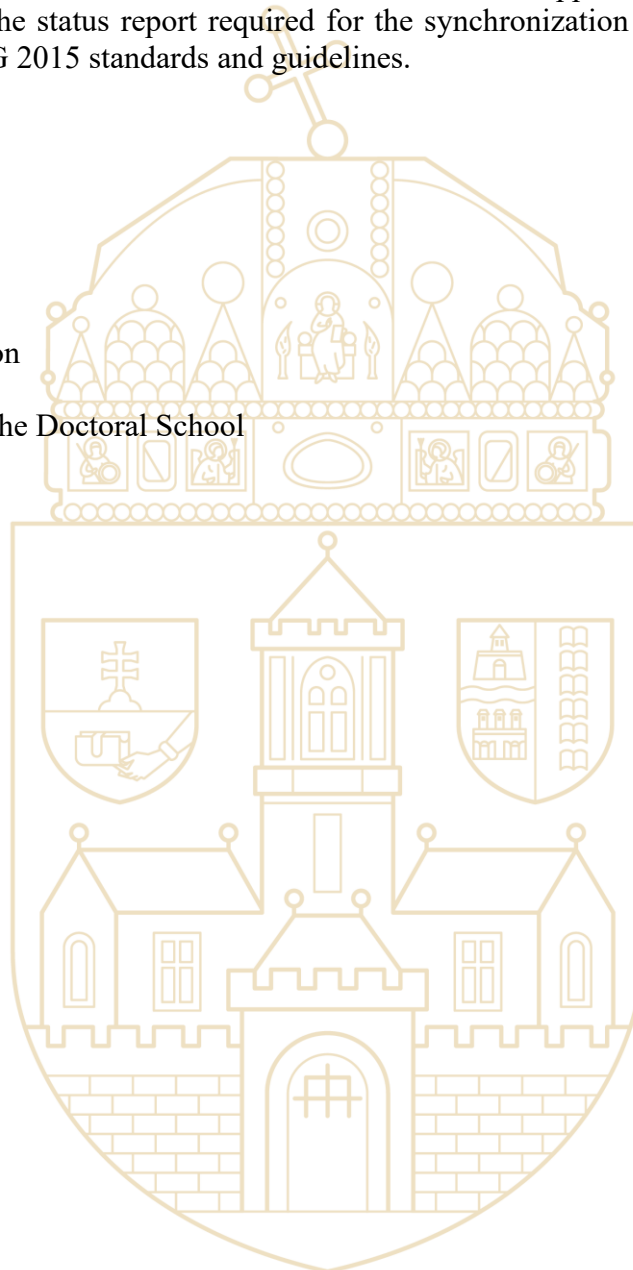 he status report required for the synchronization
G 2015 standards and guidelines.
on
he Doctoral School